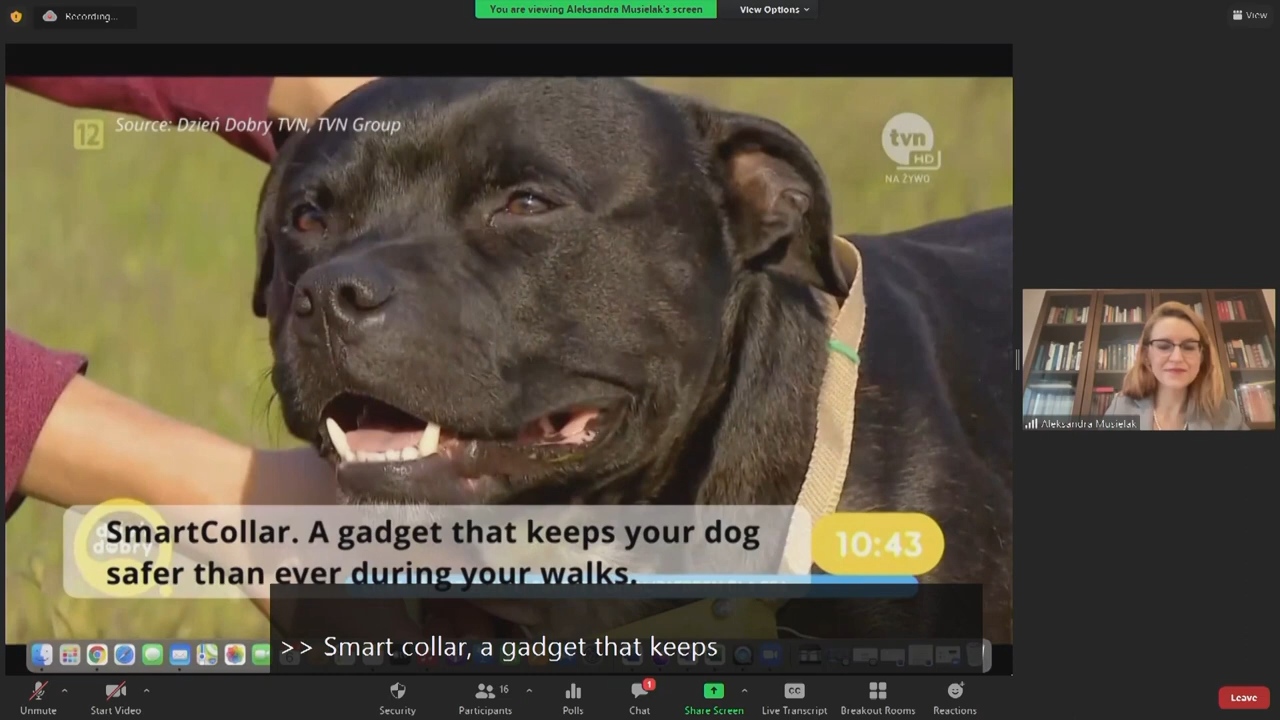 Recording...
You are viewing Aleksandra Musielak's screen
View Options
View
12
Source: Dzień Dobry TVN, TVN Group
tvn
HD
NA ŻYWO
Aleksandra Musielak
dobry
SmartCollar. A gadget that keeps your dog
safer than ever during your walks.
10:43
>> Smart collar, a gadget that keeps
Unmute
Start Video
Security
16
Participants
Polls
1
Chat
Share Screen
CC
Live Transcript
Breakout Rooms
Reactions
Leave